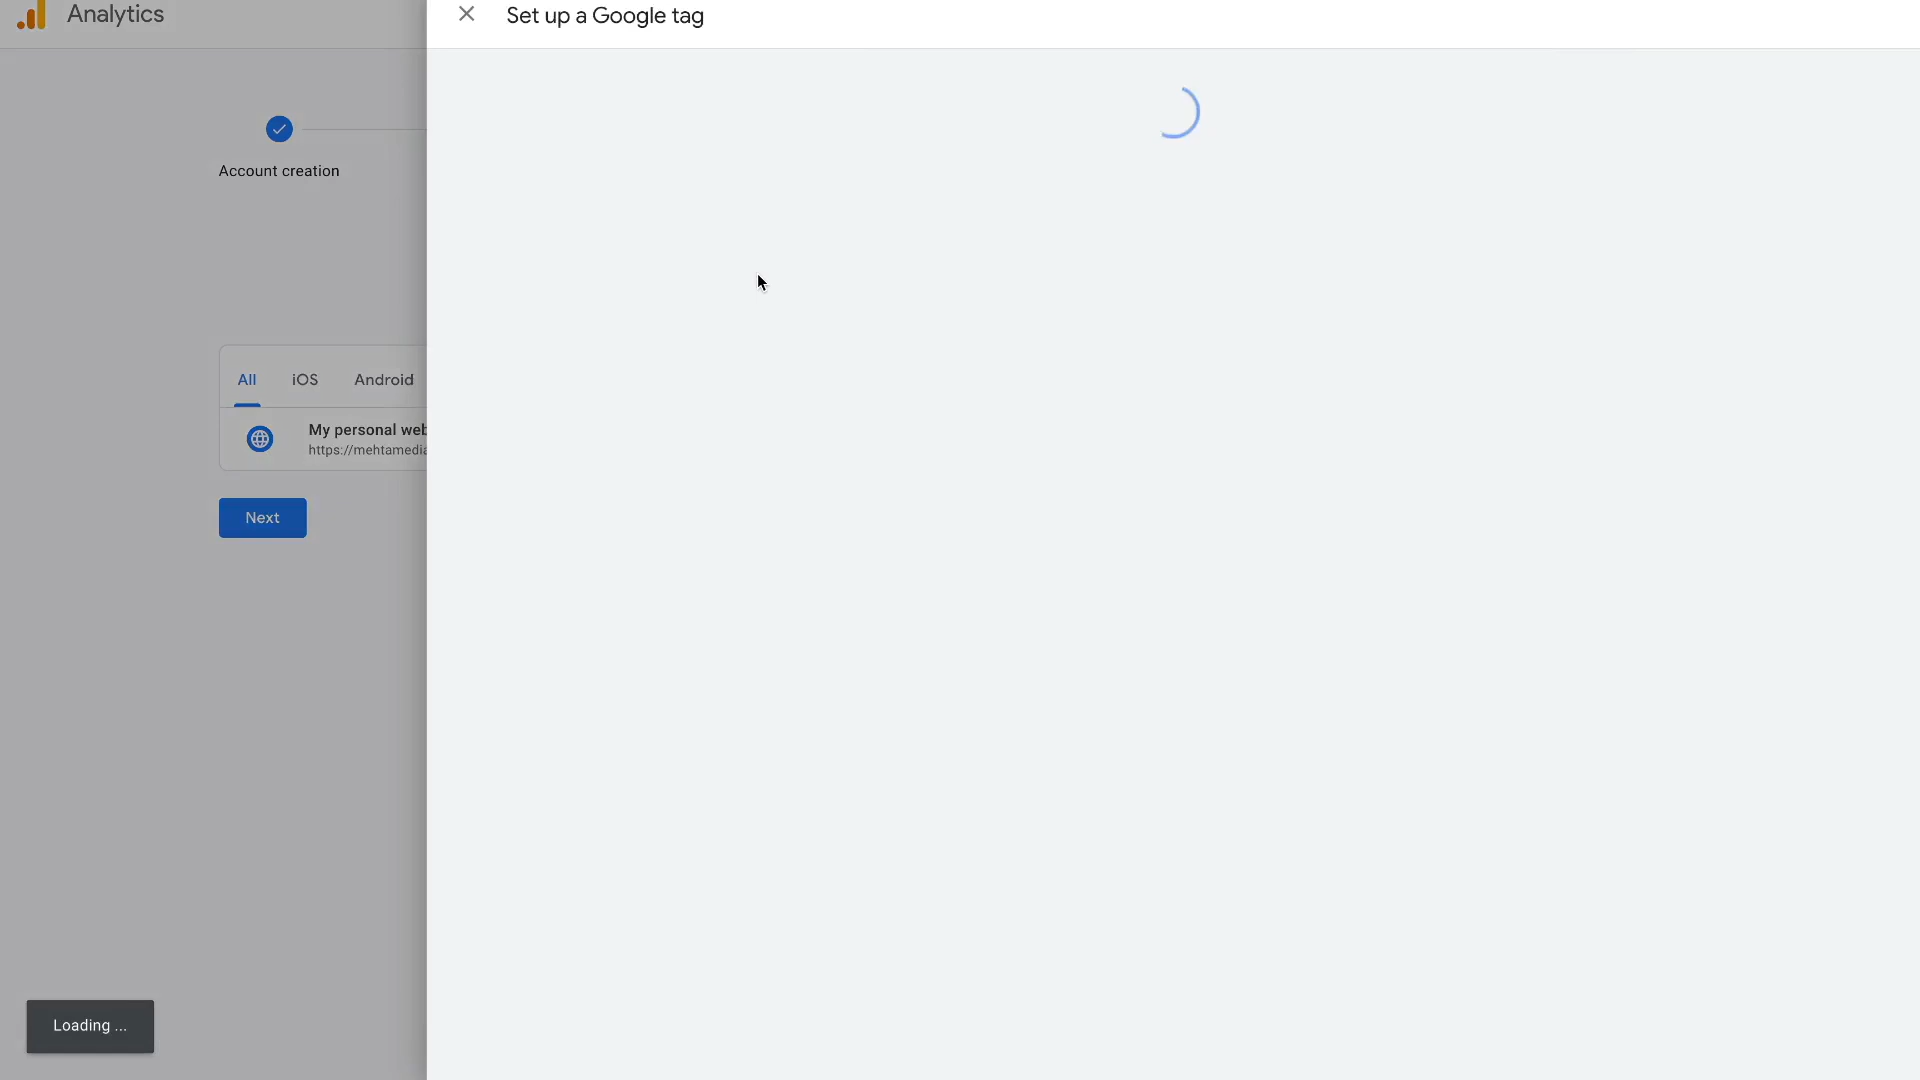 Analytics
Set up a Google tag
Account creation
All iOS Android
My personal web
https://mehtamedia
Next
Loading ...